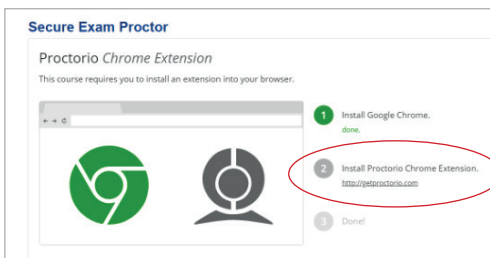 Secure Exam Proctor
Proctorio Chrome Extension
This course requires you to install an extension into your browser.
1 Install Google Chrome.
done.
2 Install Proctorio Chrome Extension.
http://getproctorio.com
3 Done!